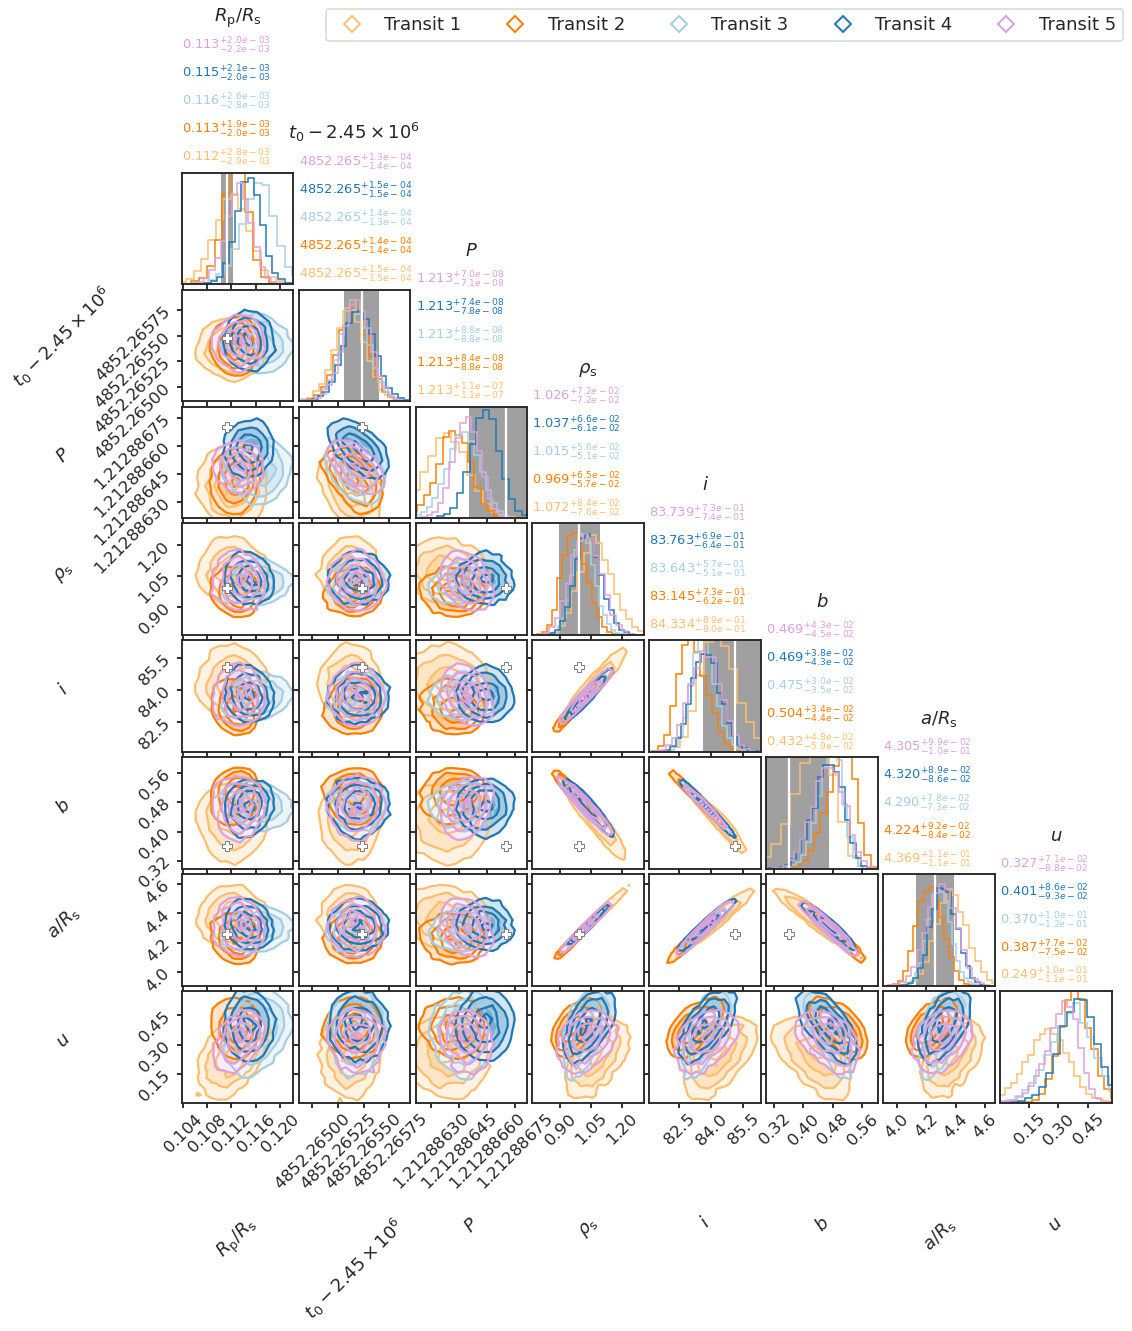 R_p/R_s
Transit 1 Transit 2 Transit 3 Transit 4 Transit 5
0.113^{+2.0e−03}_{−2.2e−03}
0.115^{+2.1e−03}_{−2.0e−03}
0.116^{+2.6e−03}_{−2.8e−03}
0.113^{+1.9e−03}_{−2.0e−03}
0.112^{+2.8e−03}_{−2.9e−03}
t_0 − 2.45 × 10^6
4852.265^{+1.3e−04}_{−1.4e−04}
4852.265^{+1.5e−04}_{−1.5e−04}
4852.265^{+1.4e−04}_{−1.3e−04}
4852.265^{+1.4e−04}_{−1.4e−04}
4852.265^{+1.5e−04}_{−1.5e−04}
P
1.213^{+7.0e−08}_{−7.1e−08}
1.213^{+7.4e−08}_{−7.8e−08}
1.213^{+8.8e−08}_{−8.8e−08}
1.213^{+8.4e−08}_{−8.8e−08}
1.213^{+1.1e−07}_{−1.1e−07}
ρ_s
1.026^{+7.2e−02}_{−7.2e−02}
1.037^{+6.6e−02}_{−6.1e−02}
1.015^{+5.6e−02}_{−5.1e−02}
0.969^{+6.5e−02}_{−5.7e−02}
1.072^{+8.4e−02}_{−7.6e−02}
i
83.739^{+7.3e−01}_{−7.4e−01}
83.763^{+6.9e−01}_{−6.4e−01}
83.643^{+5.7e−01}_{−5.1e−01}
83.145^{+7.3e−01}_{−6.2e−01}
84.334^{+8.9e−01}_{−8.0e−01}
b
0.469^{+4.3e−02}_{−4.5e−02}
0.469^{+3.8e−02}_{−4.3e−02}
0.475^{+3.0e−02}_{−3.5e−02}
0.504^{+3.4e−02}_{−4.4e−02}
0.432^{+4.8e−02}_{−5.9e−02}
a/R_s
4.305^{+9.9e−02}_{−1.0e−01}
4.320^{+8.9e−02}_{−8.6e−02}
4.290^{+7.8e−02}_{−7.3e−02}
4.224^{+9.2e−02}_{−8.4e−02}
4.369^{+1.1e−01}_{−1.1e−01}
u
0.327^{+7.1e−02}_{−8.8e−02}
0.401^{+8.6e−02}_{−9.3e−02}
0.370^{+1.0e−01}_{−1.2e−01}
0.387^{+7.7e−02}_{−7.5e−02}
0.249^{+1.0e−01}_{−1.1e−01}
t_0 − 2.45 × 10^6
4852.26575
4852.26550
4852.26525
4852.26500
P
1.21288675
1.21288660
1.21288645
1.21288630
ρ_s
1.20
1.05
0.90
i
85.5
84.0
82.5
b
0.56
0.48
0.40
0.32
a/R_s
4.6
4.4
4.2
4.0
u
0.45
0.30
0.15
0.104 0.108 0.112 0.116 0.120
4852.26500 4852.26525 4852.26550 4852.26575
1.21288630 1.21288645 1.21288660 1.21288675
0.90 1.05 1.20
82.5 84.0 85.5
0.32 0.40 0.48 0.56
4.0 4.2 4.4 4.6
0.15 0.30 0.45
R_p/R_s
t_0 − 2.45 × 10^6
P
ρ_s
i
b
a/R_s
u